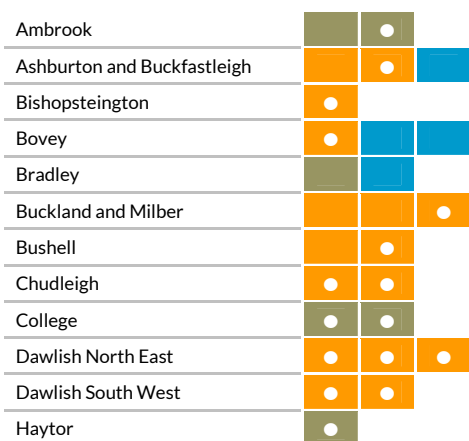 Ambrook
Ashburton and Buckfastleigh
Bishopsteington
Bovey
Bradley
Buckland and Milber
Bushell
Chudleigh
College
Dawlish North East
Dawlish South West
Haytor